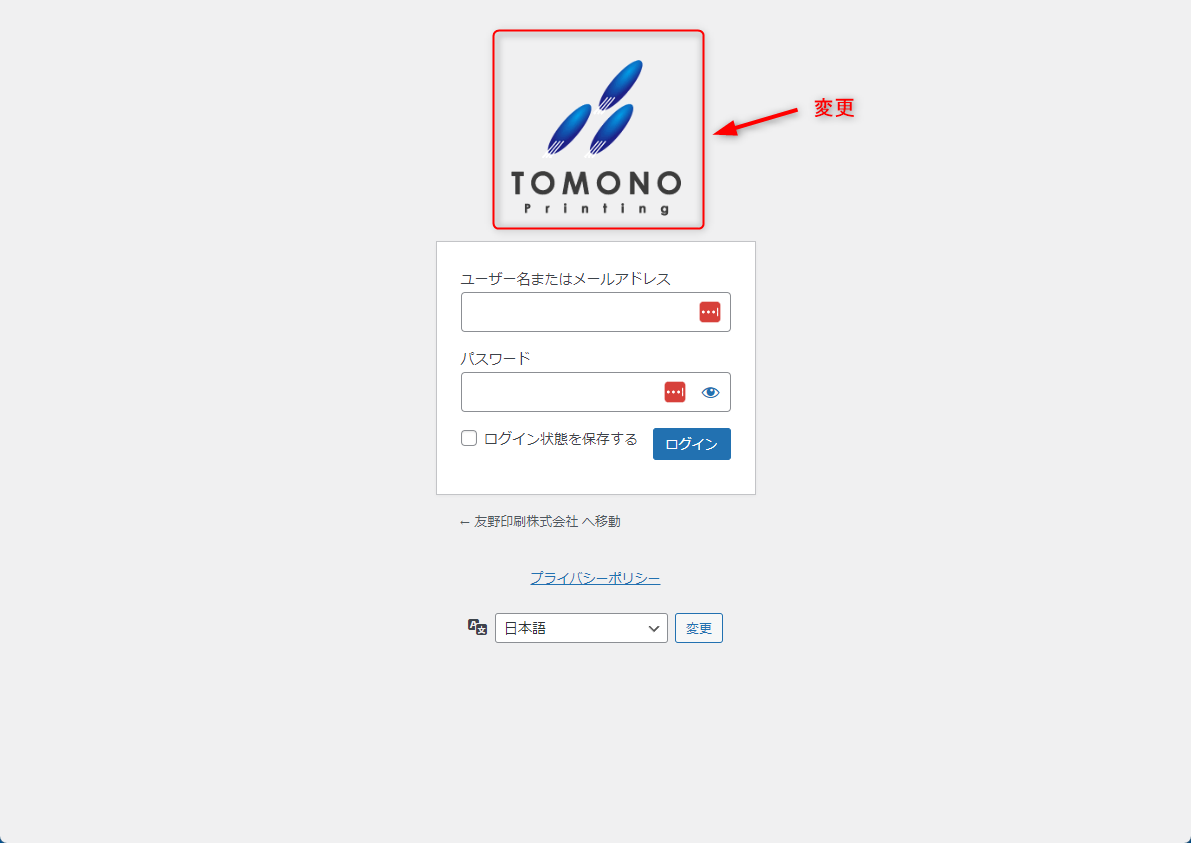 変更
TOMONO
Printing
ユーザー名またはメールアドレス
パスワード
ログイン状態を保存する
ログイン
← 友野印刷株式会社 へ移動
プライバシーポリシー
日本語
変更